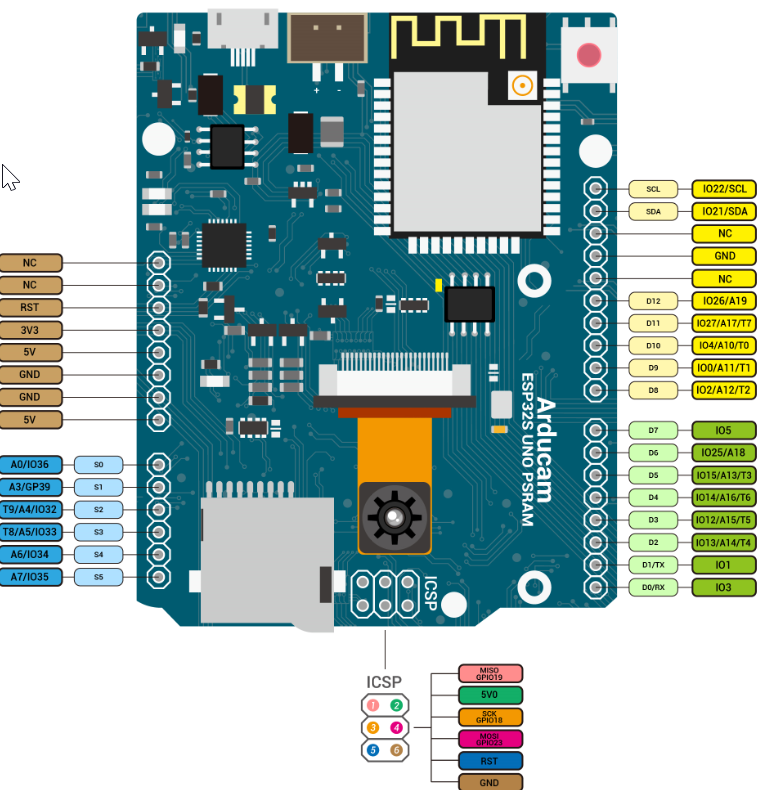 + -
SCL IO22/SCL
SDA IO21/SDA
NC
GND
NC
D12 IO26/A19
D11 IO27/A17/T7
D10 IO4/A10/T0
D9 IO0/A11/T1
D8 IO2/A12/T2
D7 IO5
D6 IO25/A18
D5 IO15/A13/T3
D4 IO14/A16/T6
D3 IO12/A15/T5
D2 IO13/A14/T4
D1/TX IO1
D0/RX IO3
NC
NC
RST
3V3
5V
GND
GND
5V
A0/IO36 S0
A3/GP39 S1
T9/A4/IO32 S2
T8/A5/IO33 S3
A6/IO34 S4
A7/IO35 S5
Arducam
ESP32S UNO PSRAM
ICSP
ICSP
1 2
3 4
5 6
MISO
GPIO19
5V0
SCK
GPIO18
MOSI
GPIO23
RST
GND